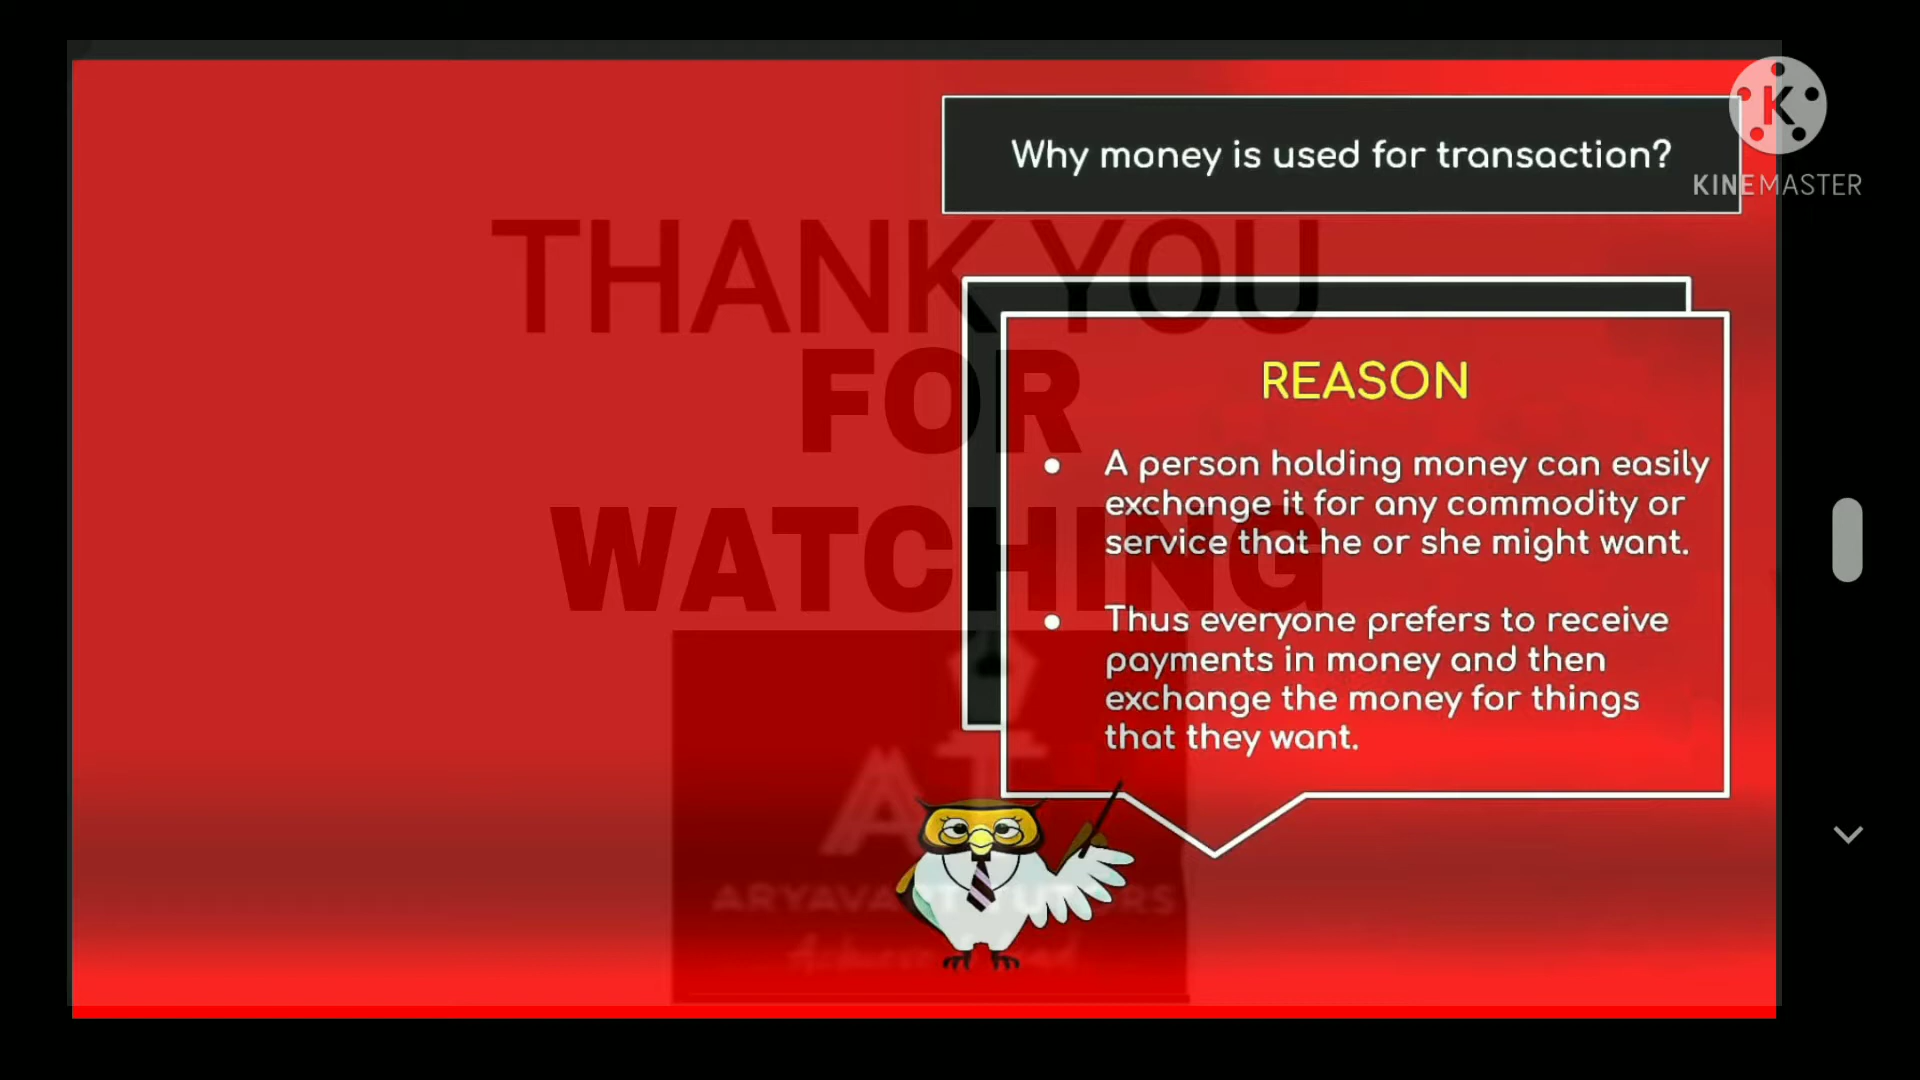 Why money is used for transaction?
KINEMASTER
THANK YOU
FOR
WATCHING
REASON
● A person holding money can easily
exchange it for any commodity or
service that he or she might want.
● Thus everyone prefers to receive
payments in money and then
exchange the money for things
that they want.